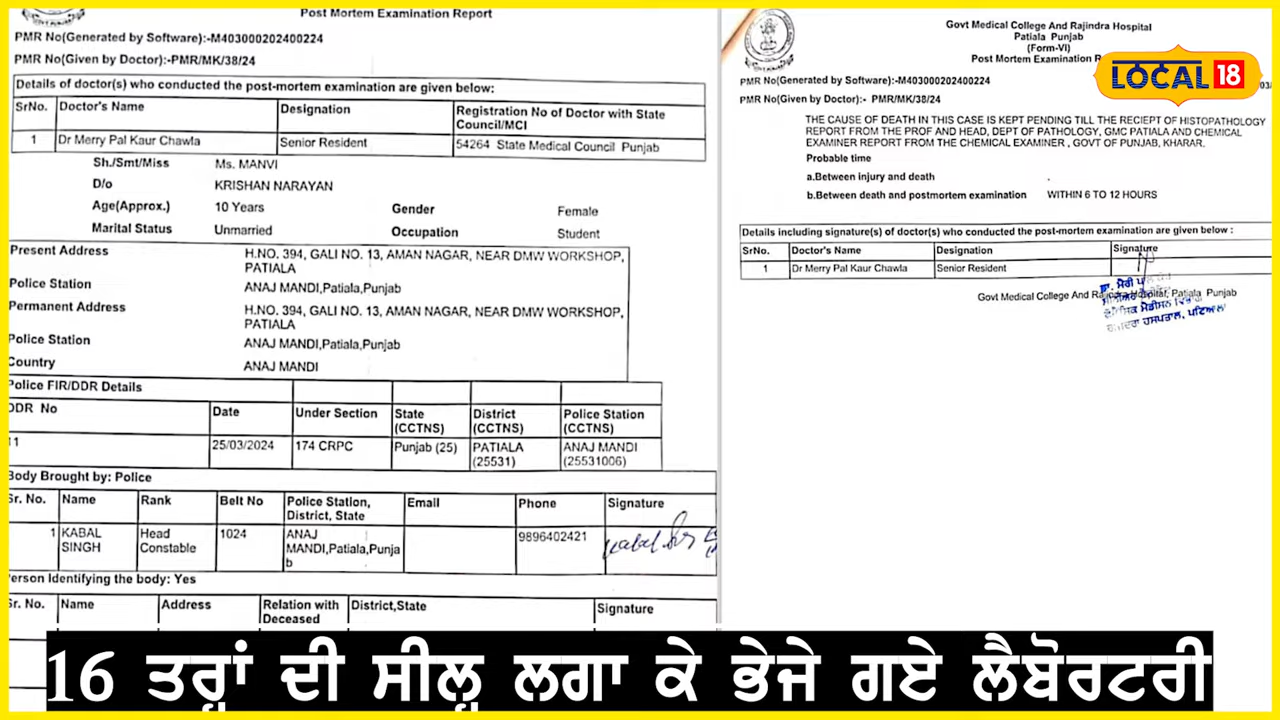 Post Mortem Examination Report
PMR No(Generated by Software):-M403000202400224
PMR No(Given by Doctor):-PMR/MK/38/24
Details of doctor(s) who conducted the post-mortem examination are given below:
SrNo. Doctor's Name Designation Registration No of Doctor with State Council/MCI
1 Dr Merry Pal Kaur Chawla Senior Resident 54264 State Medical Council Punjab
Sh./Smt/Miss Ms. MANVI
D/o KRISHAN NARAYAN
Age(Approx.) 10 Years Gender Female
Marital Status Unmarried Occupation Student
Present Address H.NO. 394, GALI NO. 13, AMAN NAGAR, NEAR DMW WORKSHOP,
PATIALA
Police Station ANAJ MANDI,Patiala,Punjab
Permanent Address H.NO. 394, GALI NO. 13, AMAN NAGAR, NEAR DMW WORKSHOP,
PATIALA
Police Station ANAJ MANDI,Patiala,Punjab
Country ANAJ MANDI
Police FIR/DDR Details
DDR No Date Under Section State (CCTNS) District (CCTNS) Police Station (CCTNS)
11 25/03/2024 174 CRPC Punjab (25) PATIALA (25531) ANAJ MANDI (25531006)
Body Brought by: Police
Sr. No. Name Rank Belt No Police Station, District, State Email Phone Signature
1 KABAL SINGH Head Constable 1024 ANAJ MANDI,Patiala,Punjab 9896402421
Person Identifying the body: Yes
Sr. No. Name Address Relation with Deceased District,State Signature
Govt Medical College And Rajindra Hospital
Patiala Punjab
(Form-VI)
Post Mortem Examination
LOCAL 18
PMR No(Generated by Software):-M403000202400224
PMR No(Given by Doctor):- PMR/MK/38/24
THE CAUSE OF DEATH IN THIS CASE IS KEPT PENDING TILL THE RECIEPT OF HISTOPATHOLOGY
REPORT FROM THE PROF AND HEAD, DEPT OF PATHOLOGY, GMC PATIALA AND CHEMICAL
EXAMINER REPORT FROM THE CHEMICAL EXAMINER , GOVT OF PUNJAB, KHARAR.
Probable time
a.Between injury and death .
b.Between death and postmortem examination WITHIN 6 TO 12 HOURS
Details including signature(s) of doctor(s) who conducted the post-mortem examination are given below :
SrNo. Doctor's Name Designation Signature
1 Dr Merry Pal Kaur Chawla Senior Resident
Govt Medical College And Rajindra Hospital, Patiala Punjab
16 ਤਰ੍ਹਾਂ ਦੀ ਸੀਲ੍ਹ ਲਗਾ ਕੇ ਭੇਜੇ ਗਏ ਲੈਬੋਰਟਰੀ